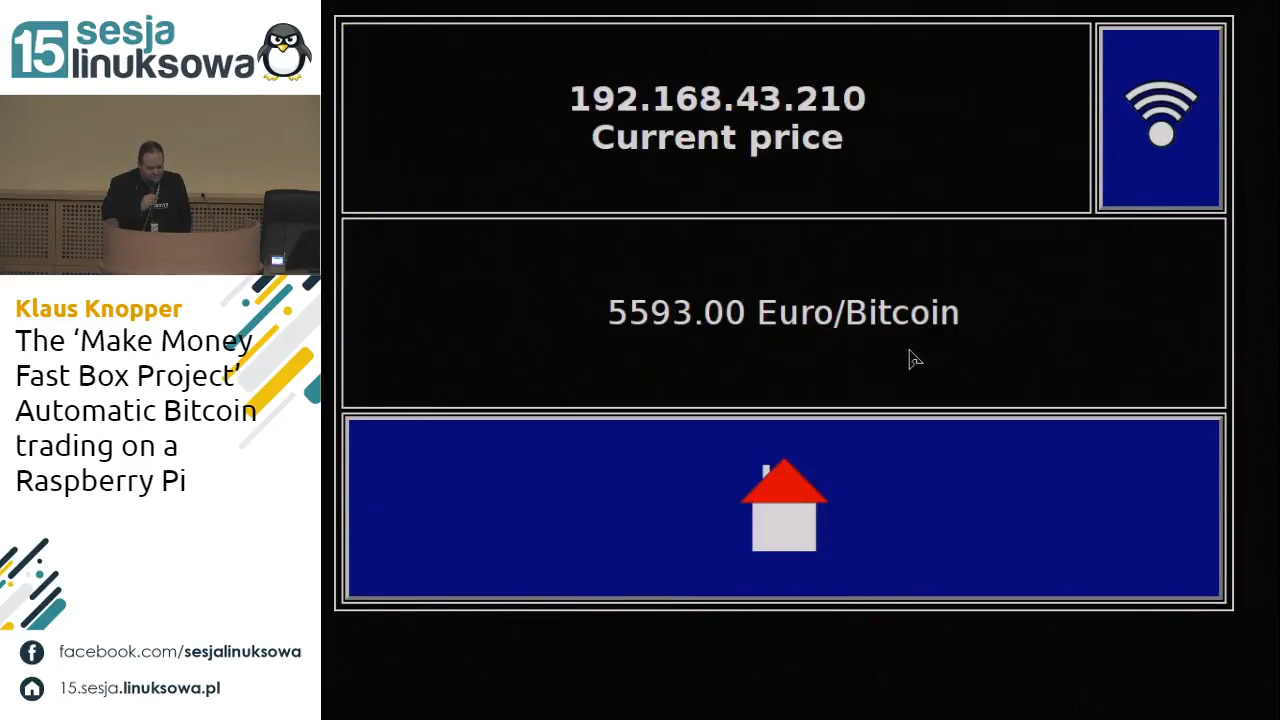 15 sesja
linuksowa
Klaus Knopper
The ‘Make Money
Fast Box Project’
Automatic Bitcoin
trading on a
Raspberry Pi
facebook.com/sesjalinuksowa
15.sesja.linuksowa.pl
192.168.43.210
Current price
5593.00 Euro/Bitcoin